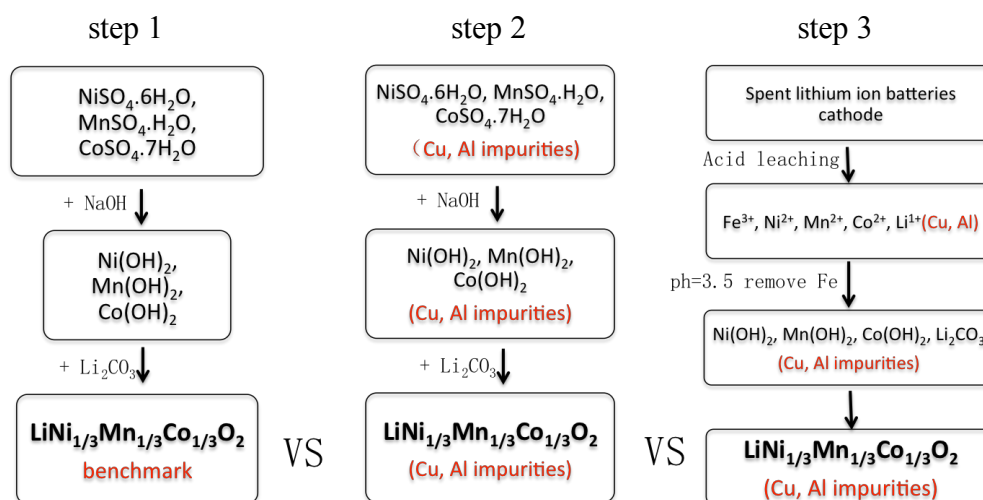 step 1
NiSO₄.6H₂O,
MnSO₄.H₂O,
CoSO₄.7H₂O
+ NaOH
Ni(OH)₂,
Mn(OH)₂,
Co(OH)₂
+ Li₂CO₃
LiNi₁/₃Mn₁/₃Co₁/₃O₂
benchmark
VS
step 2
NiSO₄.6H₂O, MnSO₄.H₂O,
CoSO₄.7H₂O
（Cu, Al impurities)
+ NaOH
Ni(OH)₂, Mn(OH)₂,
Co(OH)₂
(Cu, Al impurities)
+ Li₂CO₃
LiNi₁/₃Mn₁/₃Co₁/₃O₂
(Cu, Al impurities)
VS
step 3
Spent lithium ion batteries
cathode
Acid leaching
Fe³⁺, Ni²⁺, Mn²⁺, Co²⁺, Li¹⁺(Cu, Al)
ph=3.5 remove Fe
Ni(OH)₂, Mn(OH)₂, Co(OH)₂, Li₂CO₃
(Cu, Al impurities)
LiNi₁/₃Mn₁/₃Co₁/₃O₂
(Cu, Al impurities)